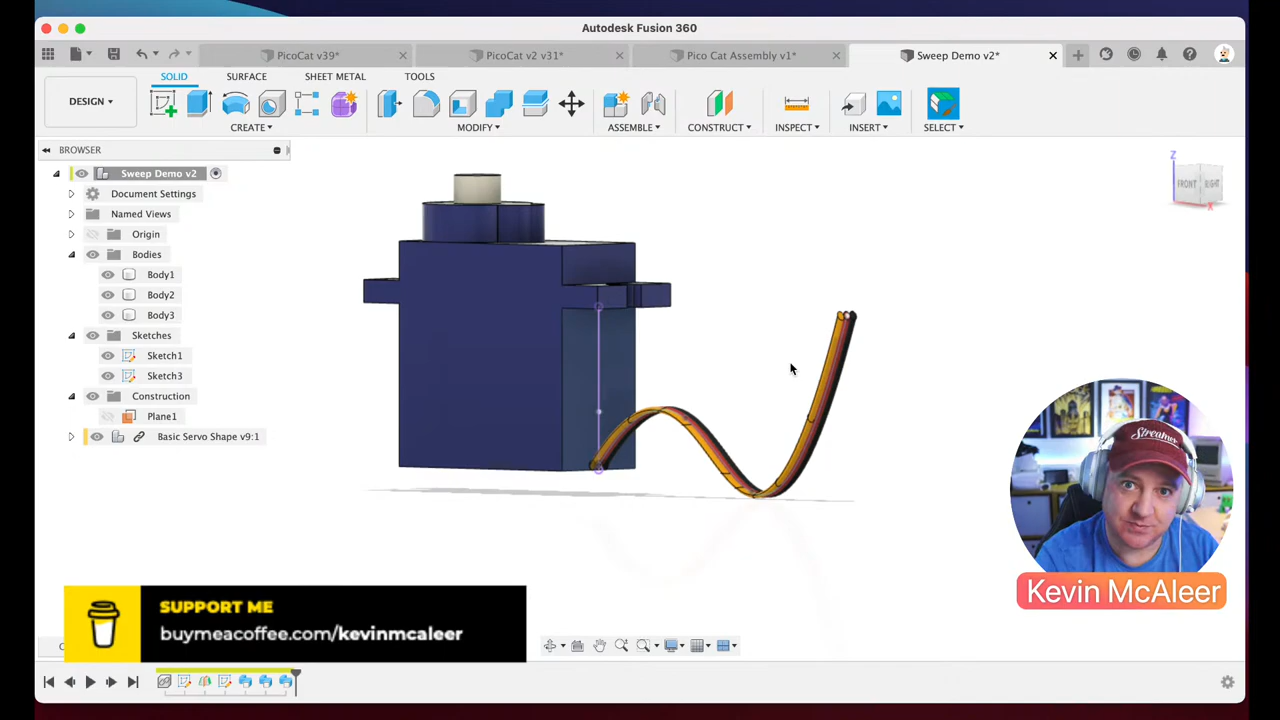 Autodesk Fusion 360
PicoCat v39*
PicoCat v2 v31*
Pico Cat Assembly v1*
Sweep Demo v2*
SOLID
SURFACE
SHEET METAL
TOOLS
DESIGN
CREATE
MODIFY
ASSEMBLE
CONSTRUCT
INSPECT
INSERT
SELECT
BROWSER
Sweep Demo v2
Document Settings
Named Views
Origin
Bodies
Body1
Body2
Body3
Sketches
Sketch1
Sketch3
Construction
Plane1
Basic Servo Shape v9:1
Z
FRONT
RIGHT
X
Streamer
Kevin McAleer
SUPPORT ME
buymeacoffee.com/kevinmcaleer